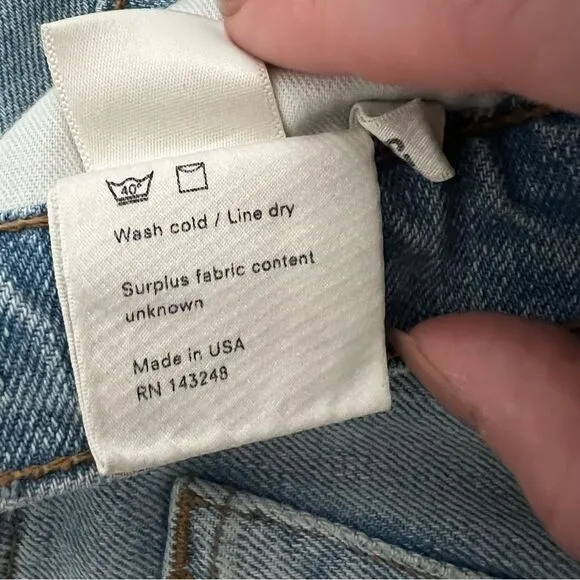 40°
Wash cold / Line dry
Surplus fabric content
unknown
Made in USA
RN 143248